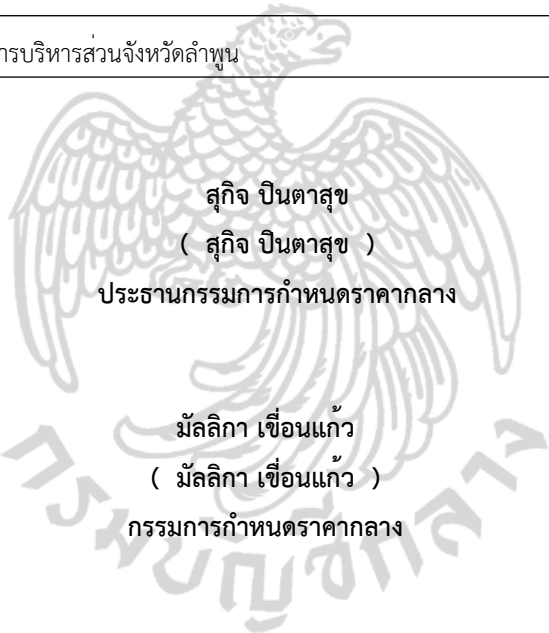 ารบริหารส่วนจังหวัดลำพูน
สุกิจ ปินตาสุข
( สุกิจ ปินตาสุข )
ประธานกรรมการกำหนดราคากลาง
มัลลิกา เขื่อนแก้ว
( มัลลิกา เขื่อนแก้ว )
กรรมการกำหนดราคากลาง
กรมบัญชีกลาง